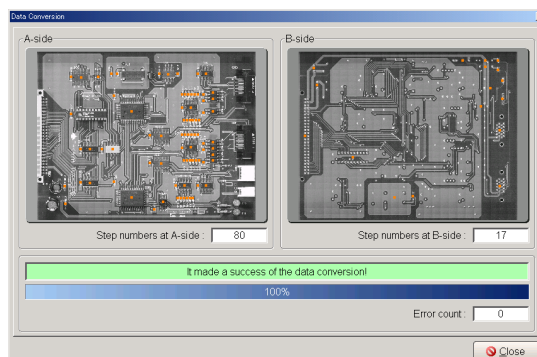 Data Conversion
A-side
B-side
Step numbers at A-side : 80
Step numbers at B-side : 17
It made a success of the data conversion!
100%
Error count : 0
Close